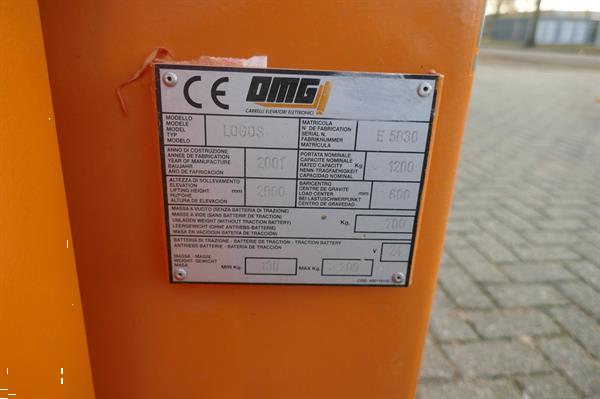 CE OMG
CARRELLI ELEVATORI ELETTRONICI
MODELLO
MODELE
MODEL
TYP
MODELO
LOGOS
MATRICOLA
N° DE FABRICATION
SERIAL N.
FABRIKNUMMER
MATRICULA
E 5030
ANNO DI COSTRUZIONE
ANNEE DE FABRICATION
YEAR OF MANUFACTURE
BAUJAHR
AÑO DE FABRICACIÓN
2001
PORTATA NOMINALE
CAPACITE NOMINALE
RATED CAPACITY Kg
NENN-TRAGFAEHIGKEIT
CAPACIDAD NOMINAL
1200
ALTEZZA DI SOLLEVAMENTO
ELEVATION
LIFTING HEIGHT mm
HUTOHE
ALTURA DE ELEVACION
2900
BARICENTRO
CENTRE DE GRAVITE
LOAD CENTER mm
BEI LASTSCHWERPUNKT
CENTRO DE GRAVEDAD
600
MASSA A VUOTO (SENZA BATTERIA DI TRAZIONE)
MASSE A VIDE (SANS BATTERIE DE TRACTION)
UNLADEN WEIGHT (WITHOUT TRACTION BATTERY) Kg.
LEERGEWICHT (OHNE ANTRIEBS-BATTERIE)
MASA EN VACIO(SIN BATERIA DE TRACCION)
700
BATTERIA DI TRAZIONE - BATTERIE DE TRACTION - TRACTION BATTERY
ANTRIEBS BATTERIE - BATERIA DE TRACCIÓN
V 24
MASSA - MASSE
WEIGHT- GEWICHT
MASA
MIN Kg. 130 MAX Kg. 200